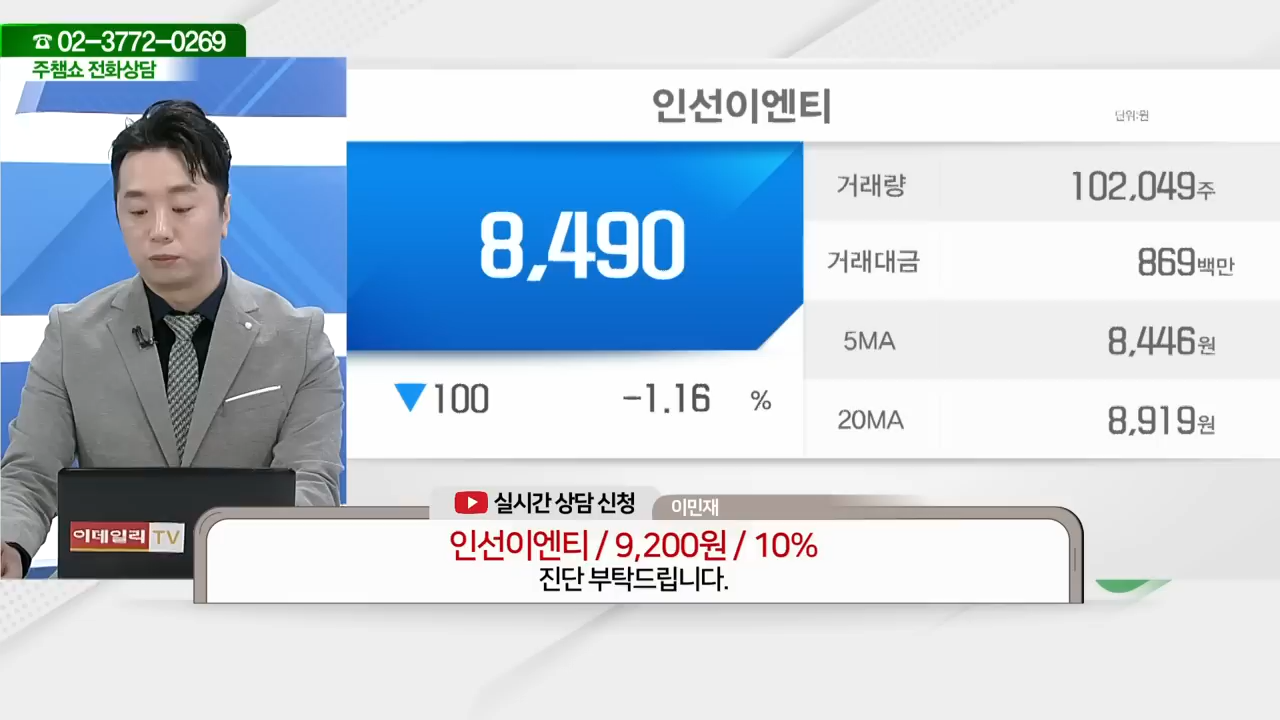 ☎ 02-3772-0269
주챔쇼 전화상담
인선이엔티
단위:원
8,490
▼100 -1.16 %
거래량 102,049주
거래대금 869백만
5MA 8,446원
20MA 8,919원
이데일리 TV
실시간 상담 신청 이민재
인선이엔티 / 9,200원 / 10%
진단 부탁드립니다.